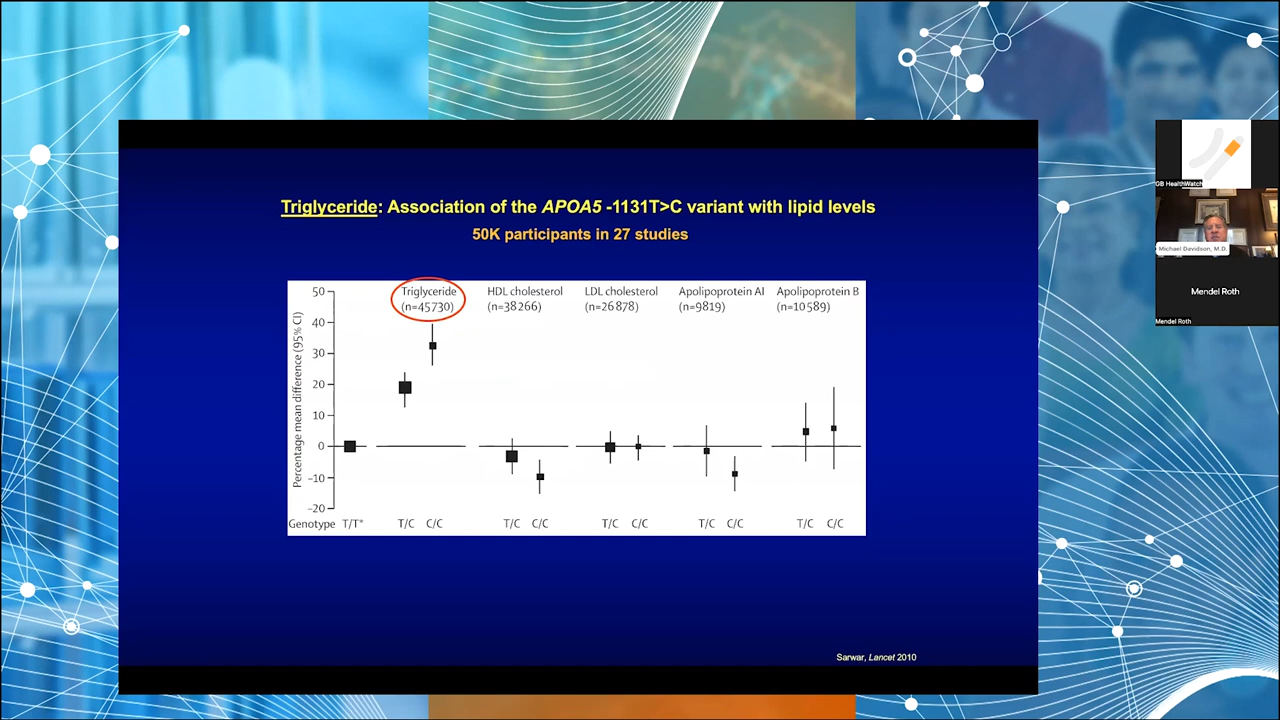 Triglyceride: Association of the APOA5 -1131T>C variant with lipid levels
50K participants in 27 studies
Triglyceride
(n=45730)
HDL cholesterol
(n=38266)
LDL cholesterol
(n=26878)
Apolipoprotein AI
(n=9819)
Apolipoprotein B
(n=10589)
Percentage mean difference (95% CI)
50
40
30
20
10
0
-10
-20
Genotype T/T* T/C C/C T/C C/C T/C C/C T/C C/C T/C C/C
Sarwar, Lancet 2010
GB HealthWatch
Michael Davidson, M.D.
Mendel Roth
Mendel Roth